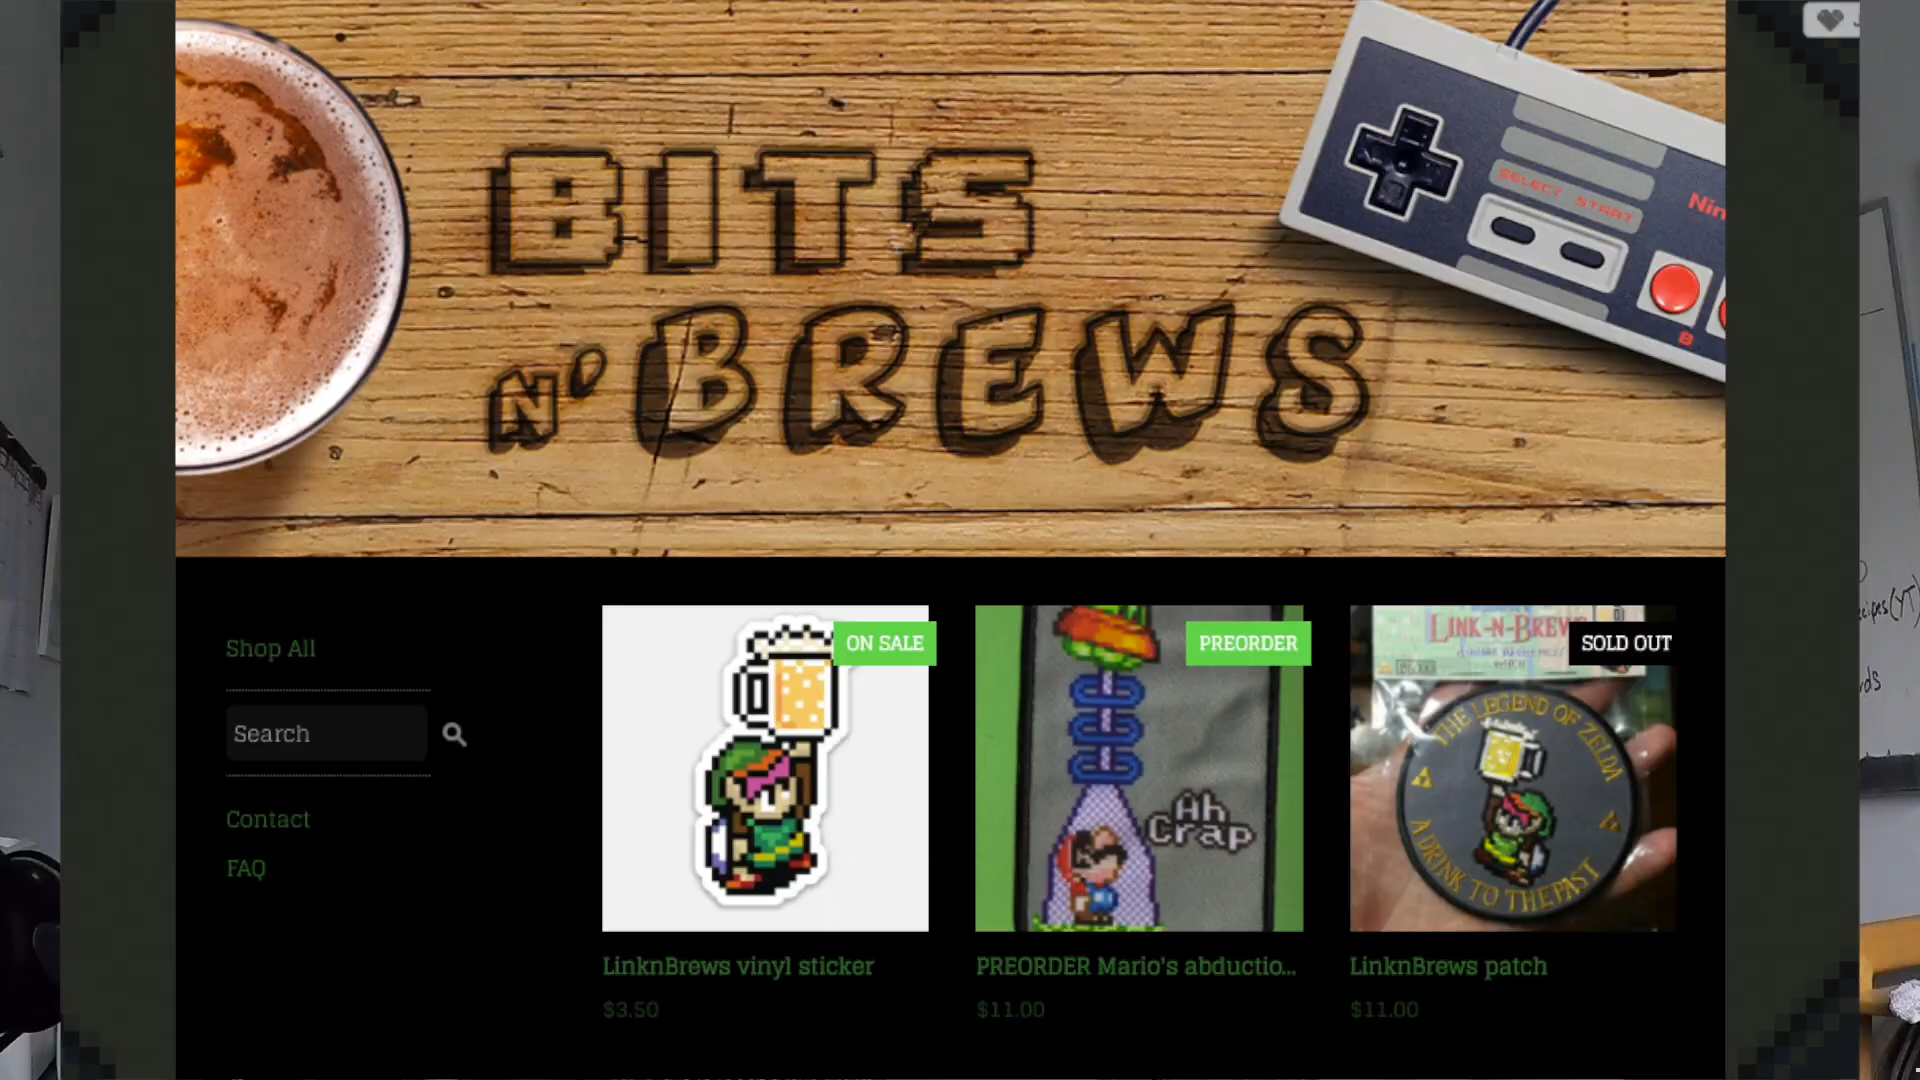 BITS
N' BREWS
SELECT START
Nin
B
Shop All
Search
Contact
FAQ
ON SALE
LinknBrews vinyl sticker
$3.50
PREORDER
Ah
Crap
PREORDER Mario's abductio...
$11.00
LINK-N-BREW
SOLD OUT
THE LEGEND OF ZELDA
A DRINK TO THE PAST
LinknBrews patch
$11.00